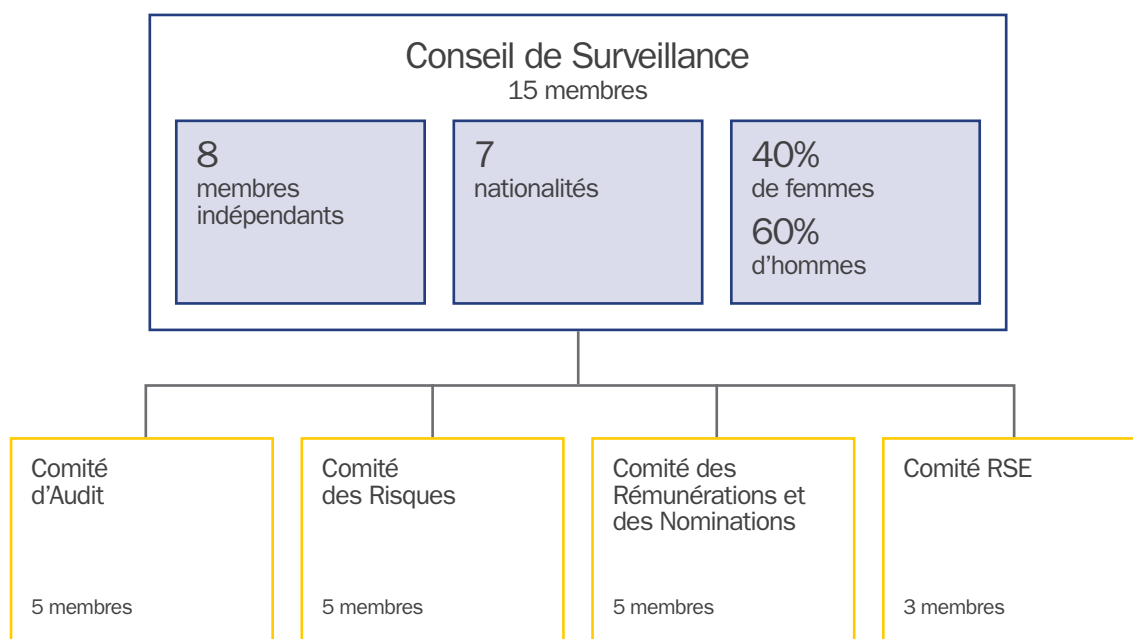 Conseil de Surveillance
15 membres
8
membres
indépendants
7
nationalités
40%
de femmes
60%
d’hommes
Comité
d’Audit
5 membres
Comité
des Risques
5 membres
Comité des
Rémunérations et
des Nominations
5 membres
Comité RSE
3 membres